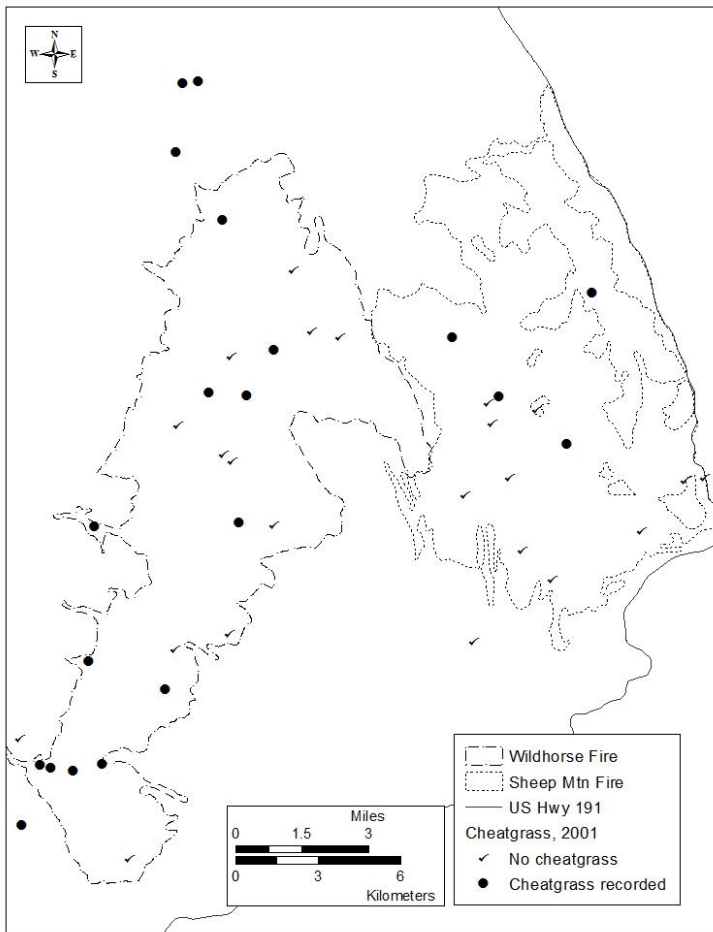 N
W E
S
Wildhorse Fire
Sheep Mtn Fire
US Hwy 191
Cheatgrass, 2001
No cheatgrass
Cheatgrass recorded
Miles
0 1.5 3
0 3 6
Kilometers